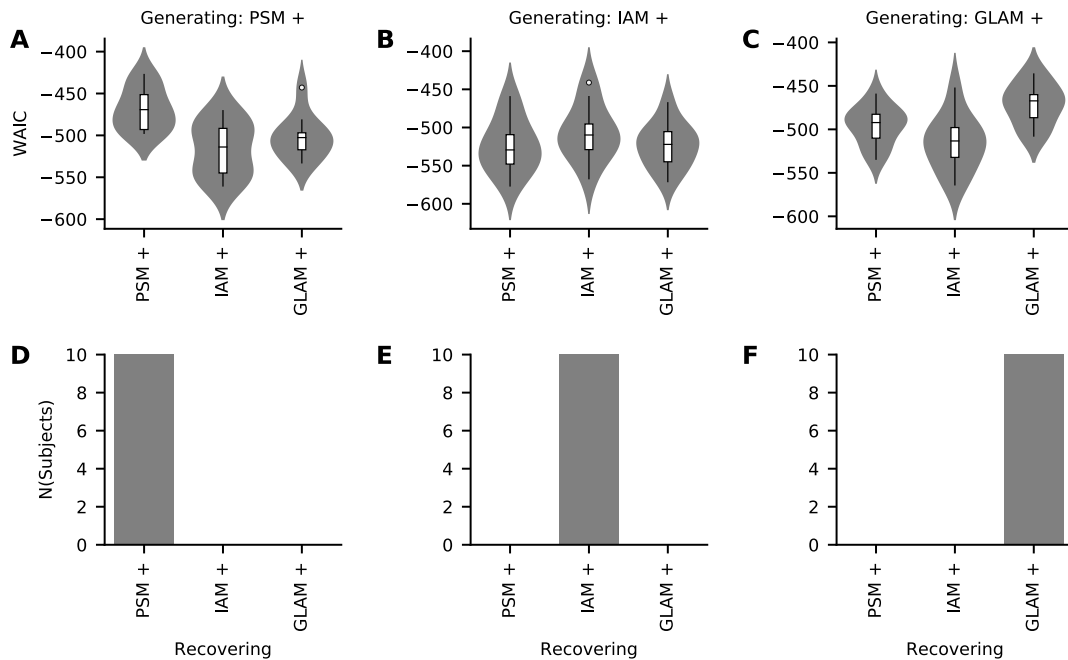 Generating: PSM +
Generating: IAM +
Generating: GLAM +
A
B
C
WAIC
−400
−450
−500
−550
−600
−400
−450
−500
−550
−600
−400
−450
−500
−550
−600
PSM +
IAM +
GLAM +
PSM +
IAM +
GLAM +
PSM +
IAM +
GLAM +
D
E
F
N(Subjects)
10
8
6
4
2
0
10
8
6
4
2
0
10
8
6
4
2
0
PSM +
IAM +
GLAM +
PSM +
IAM +
GLAM +
PSM +
IAM +
GLAM +
Recovering
Recovering
Recovering